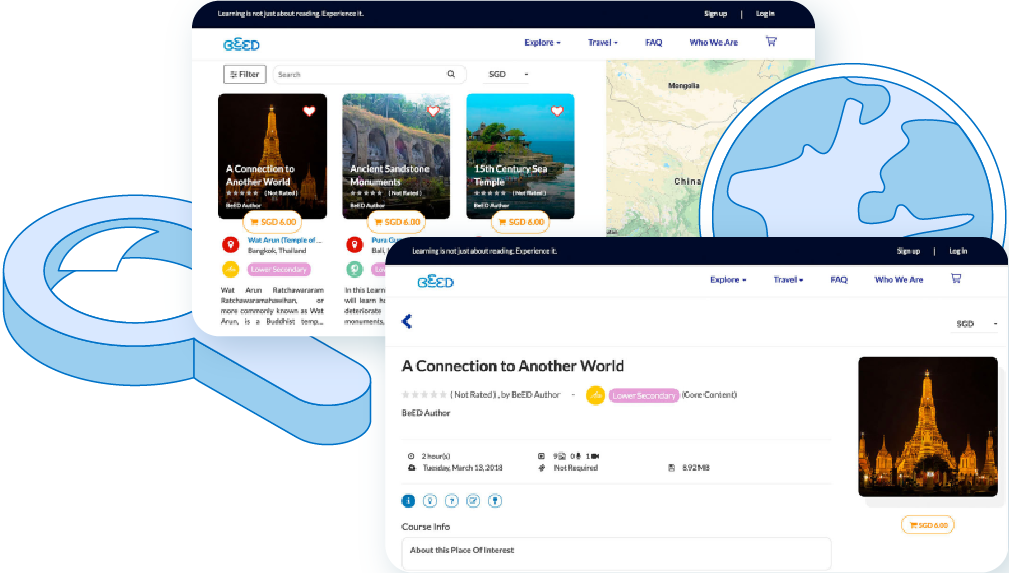 Learning is not just about reading. Experience it.
Sign up | Log in
BEED
Explore Travel FAQ Who We Are
Filter Search SGD
Mongolia
China
A Connection to
Another World
( Not Rated )
BeED Author
SGD 6.00
Ancient Sandstone
Monuments
( Not Rated )
BeED Author
SGD 6.00
15th Century Sea
Temple
( Not Rated )
BeED Author
SGD 6.00
Wat Arun (Temple of ...
Bangkok, Thailand
Lower Secondary
Wat Arun Ratchawararam
Ratchawaramahawihan, or
more commonly known as Wat
Arun, is a Buddhist temp...
Pura
Bali,
In this Learn
will learn
deteriorate
monuments,
Learning is not just about reading. Experience it.
Sign up | Log in
BEED
Explore Travel FAQ Who We Are
SGD
A Connection to Another World
( Not Rated ) , by BeED Author - Lower Secondary (Core Content)
BeED Author
2 hour(s) 9 0 1
Tuesday, March 13, 2018 Not Required 8.92 MB
Course Info
About this Place Of Interest
SGD 6.00